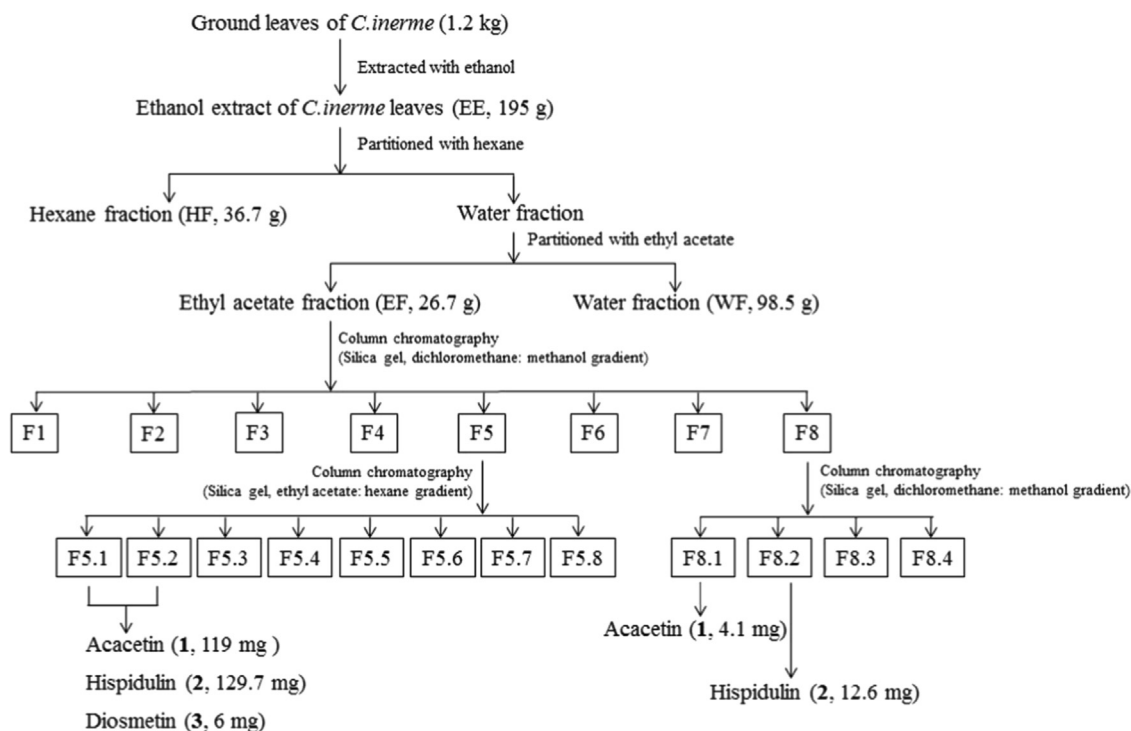 Ground leaves of C.inerme (1.2 kg)
Extracted with ethanol
Ethanol extract of C.inerme leaves (EE, 195 g)
Partitioned with hexane
Hexane fraction (HF, 36.7 g)
Water fraction
Partitioned with ethyl acetate
Ethyl acetate fraction (EF, 26.7 g)
Water fraction (WF, 98.5 g)
Column chromatography
(Silica gel, dichloromethane: methanol gradient)
F1
F2
F3
F4
F5
F6
F7
F8
Column chromatography
(Silica gel, ethyl acetate: hexane gradient)
Column chromatography
(Silica gel, dichloromethane: methanol gradient)
F5.1
F5.2
F5.3
F5.4
F5.5
F5.6
F5.7
F5.8
F8.1
F8.2
F8.3
F8.4
Acacetin (1, 119 mg )
Hispidulin (2, 129.7 mg)
Diosmetin (3, 6 mg)
Acacetin (1, 4.1 mg)
Hispidulin (2, 12.6 mg)